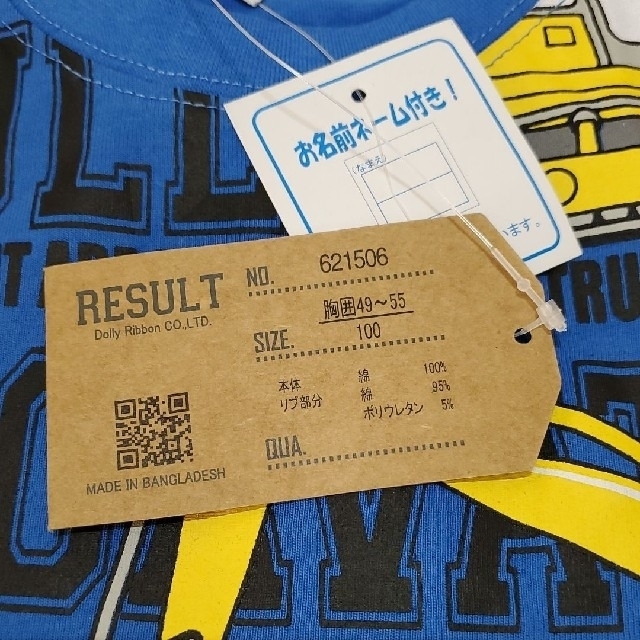 お名前ネーム付き！
(なまえ)
います。
RESULT
Dolly Ribbon CO.,LTD.
NO. 621506
胸囲49～55
SIZE. 100
本体 綿 100%
リブ部分 綿 95%
ポリウレタン 5%
QUA.
MADE IN BANGLADESH
TRU